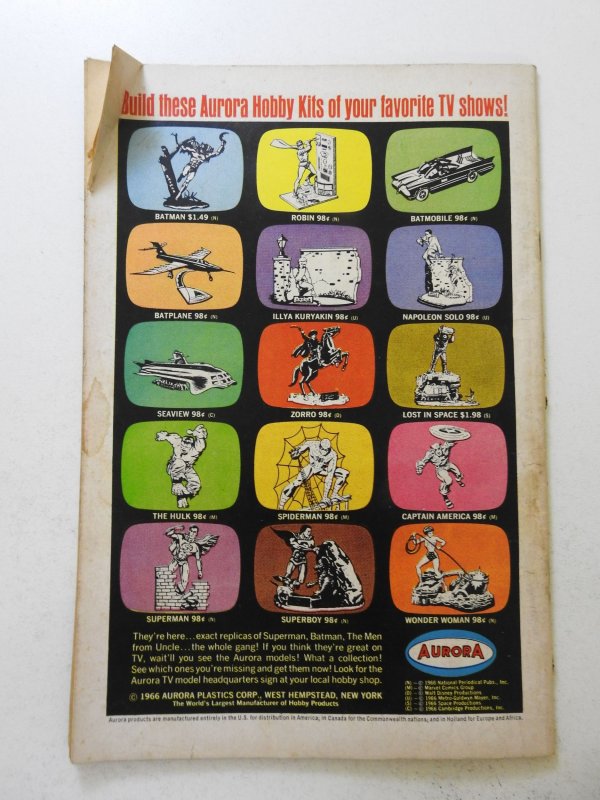 Build these Aurora Hobby Kits of your favorite TV shows!
BATMAN $1.49 (N)
ROBIN 98¢ (N)
BATMOBILE 98¢ (N)
BATPLANE 98¢ (N)
ILLYA KURYAKIN 98¢ (U)
NAPOLEON SOLO 98¢ (U)
SEAVIEW 98¢ (C)
ZORRO 98¢ (D)
LOST IN SPACE $1.98 (S)
THE HULK 98¢ (M)
SPIDERMAN 98¢ (M)
CAPTAIN AMERICA 98¢ (M)
SUPERMAN 98¢ (N)
SUPERBOY 98¢ (N)
WONDER WOMAN 98¢ (N)
They're here...exact replicas of Superman, Batman, The Men
from Uncle...the whole gang! If you think they're great on
TV, wait'll you see the Aurora models! What a collection!
See which ones you're missing and get them now! Look for the
Aurora TV model headquarters sign at your local hobby shop.
© 1966 AURORA PLASTICS CORP., WEST HEMPSTEAD, NEW YORK
The World's Largest Manufacturer of Hobby Products
AURORA
(N) — © 1966 National Periodical Pubs., Inc.
(M) — © Marvel Comics Group
(D) — © Walt Disney Productions
(U) — © 1966 Metro-Goldwyn Mayer, Inc.
(S) — © 1966 Space Productions
(C) — © 1966 Cambridge Productions, Inc.
Aurora products are manufactured entirely in the U.S. for distribution in America; in Canada for the Commonwealth nations; and in Holland for Europe and Africa.